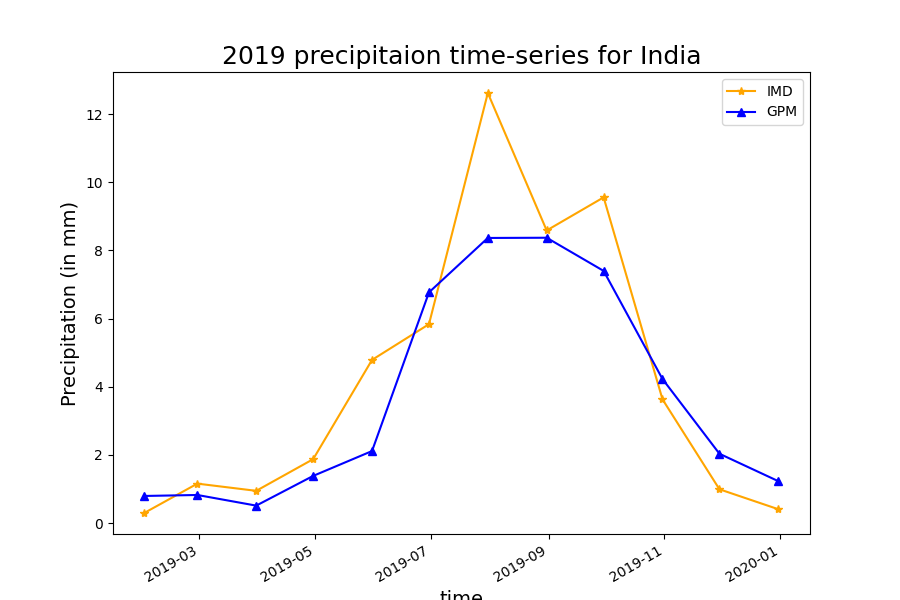 2019 precipitaion time-series for India
IMD
GPM
Precipitation (in mm)
12
10
8
6
4
2
0
2019-03
2019-05
2019-07
2019-09
2019-11
2020-01
time